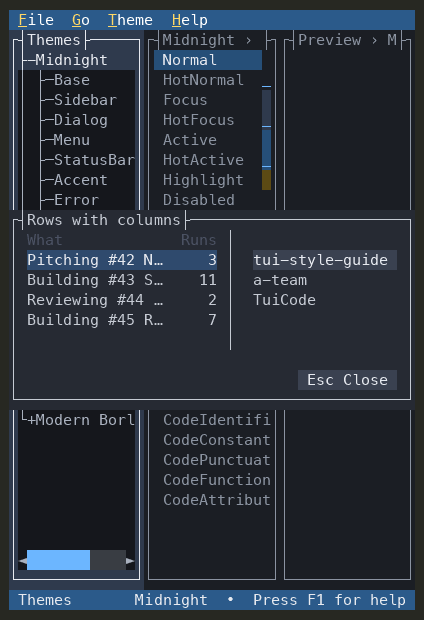 File Go Theme Help
Themes
Midnight ›
Preview › M
Midnight
Base
Sidebar
Dialog
Menu
StatusBar
Accent
Error
Normal
HotNormal
Focus
HotFocus
Active
HotActive
Highlight
Disabled
Rows with columns
What Runs
Pitching #42 N… 3
Building #43 S… 11
Reviewing #44 … 2
Building #45 R… 7
tui-style-guide
a-team
TuiCode
Esc Close
+Modern Borl
CodeIdentifi
CodeConstant
CodePunctuat
CodeFunction
CodeAttribut
Themes Midnight • Press F1 for help